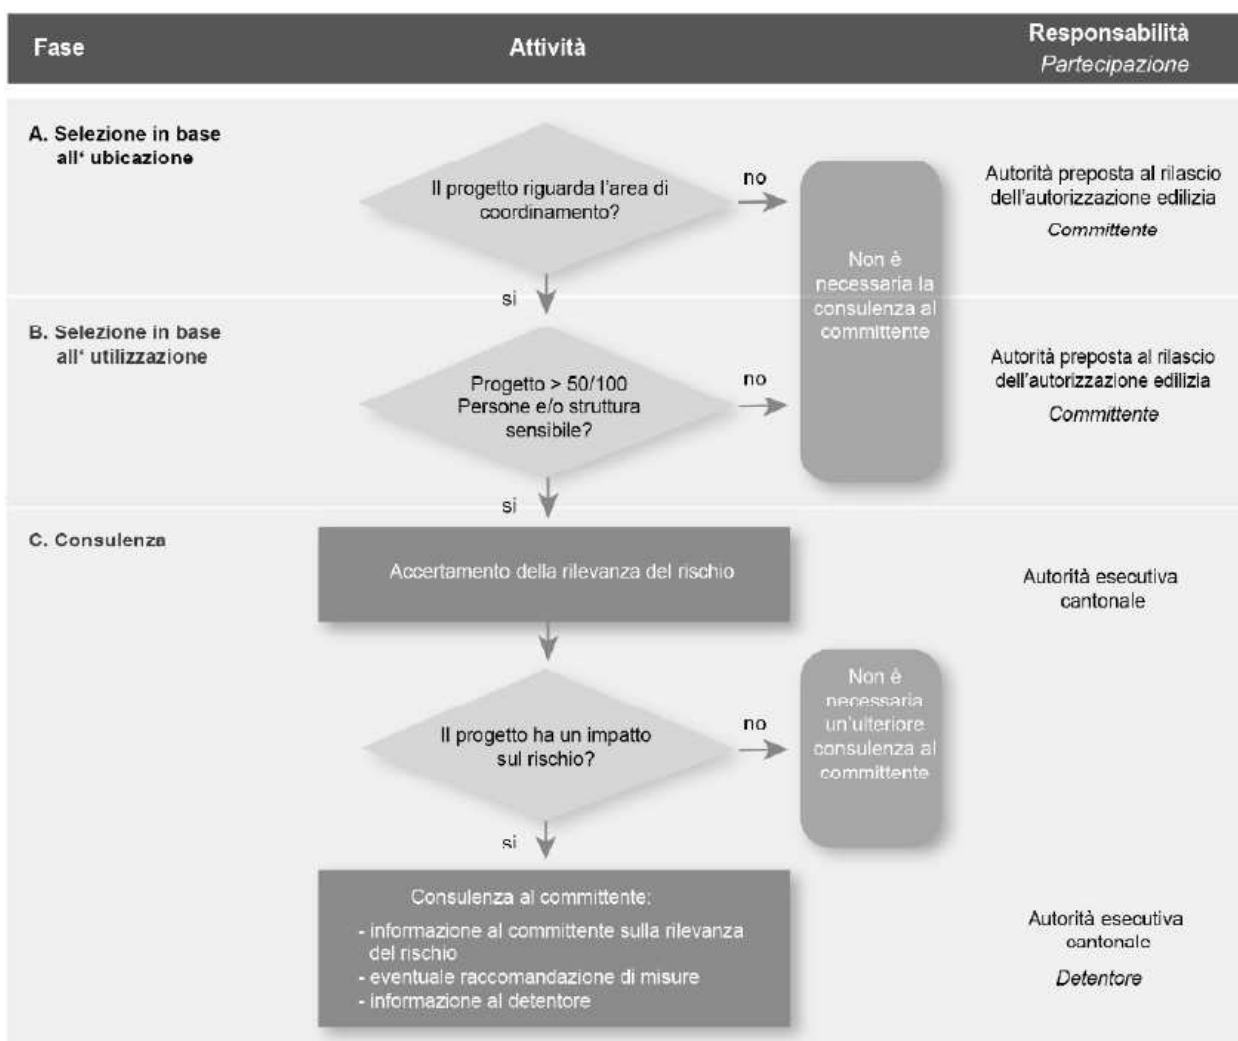 Fase
Attività
Responsabilità
Partecipazione
A. Selezione in base
all‘ ubicazione
Il progetto riguarda l’area di
coordinamento?
no
si
Non è
necessaria la
consulenza al
committente
Autorità preposta al rilascio
dell’autorizzazione edilizia
Committente
B. Selezione in base
all‘ utilizzazione
Progetto > 50/100
Persone e/o struttura
sensibile?
no
si
Autorità preposta al rilascio
dell’autorizzazione edilizia
Committente
C. Consulenza
Accertamento della rilevanza del rischio
Autorità esecutiva
cantonale
Il progetto ha un impatto
sul rischio?
no
si
Non è
necessaria
un’ulteriore
consulenza al
committente
Consulenza al committente:
- informazione al committente sulla rilevanza
del rischio
- eventuale raccomandazione di misure
- informazione al detentore
Autorità esecutiva
cantonale
Detentore